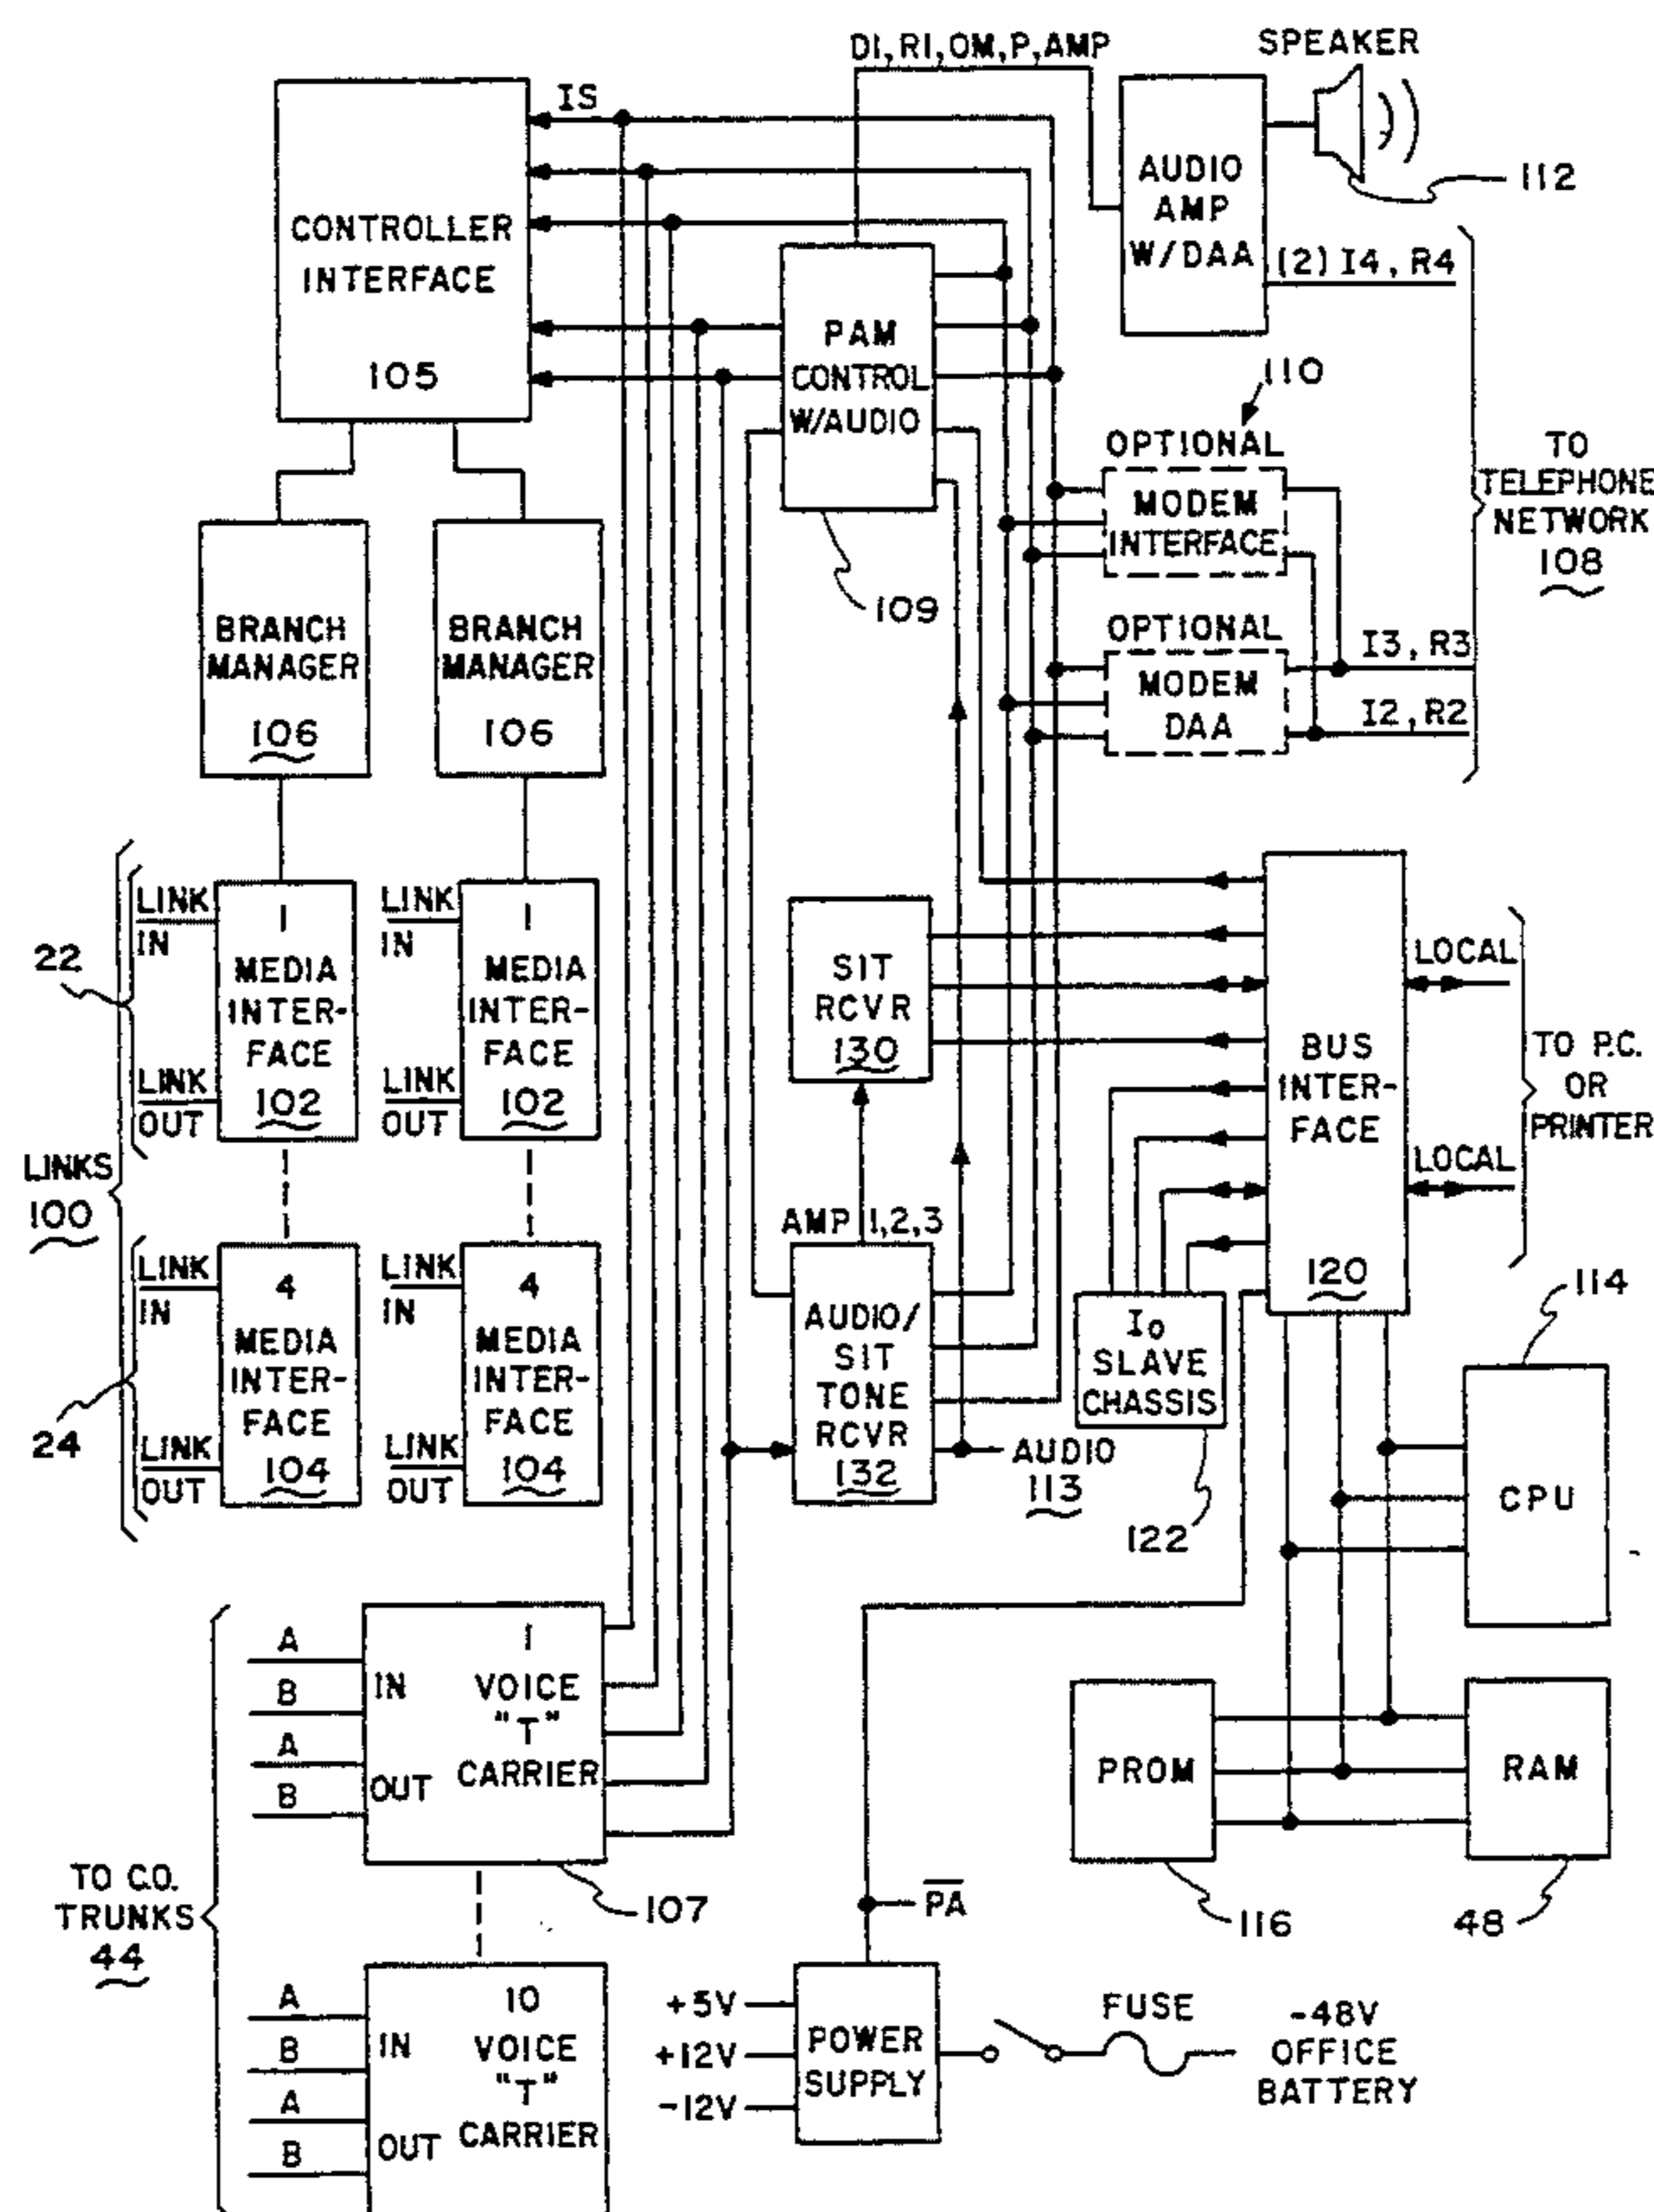 DI, RI, OM, P, AMP
SPEAKER
IS
112
AUDIO
AMP
W/DAA
(2) I4, R4
CONTROLLER
INTERFACE
105
PAM
CONTROL
W/AUDIO
109
110
OPTIONAL
MODEM
INTERFACE
OPTIONAL
MODEM
DAA
I3, R3
I2, R2
TO
TELEPHONE
NETWORK
108
BRANCH
MANAGER
106
BRANCH
MANAGER
106
LINKS
100
22
LINK
IN
LINK
OUT
1
MEDIA
INTER-
FACE
102
LINK
IN
LINK
OUT
1
MEDIA
INTER-
FACE
102
24
LINK
IN
LINK
OUT
4
MEDIA
INTER-
FACE
104
LINK
IN
LINK
OUT
4
MEDIA
INTER-
FACE
104
SIT
RCVR
130
AMP 1,2,3
AUDIO/
SIT
TONE
RCVR
132
AUDIO
113
BUS
INTER-
FACE
120
LOCAL
LOCAL
TO P.C.
OR
PRINTER
Io
SLAVE
CHASSIS
122
114
CPU
PROM
116
RAM
48
TO C.O.
TRUNKS
44
A
B
A
B
IN
OUT
1
VOICE
"T"
CARRIER
107
A
B
A
B
IN
OUT
10
VOICE
"T"
CARRIER
PA
+5V
+12V
-12V
POWER
SUPPLY
FUSE
-48V
OFFICE
BATTERY